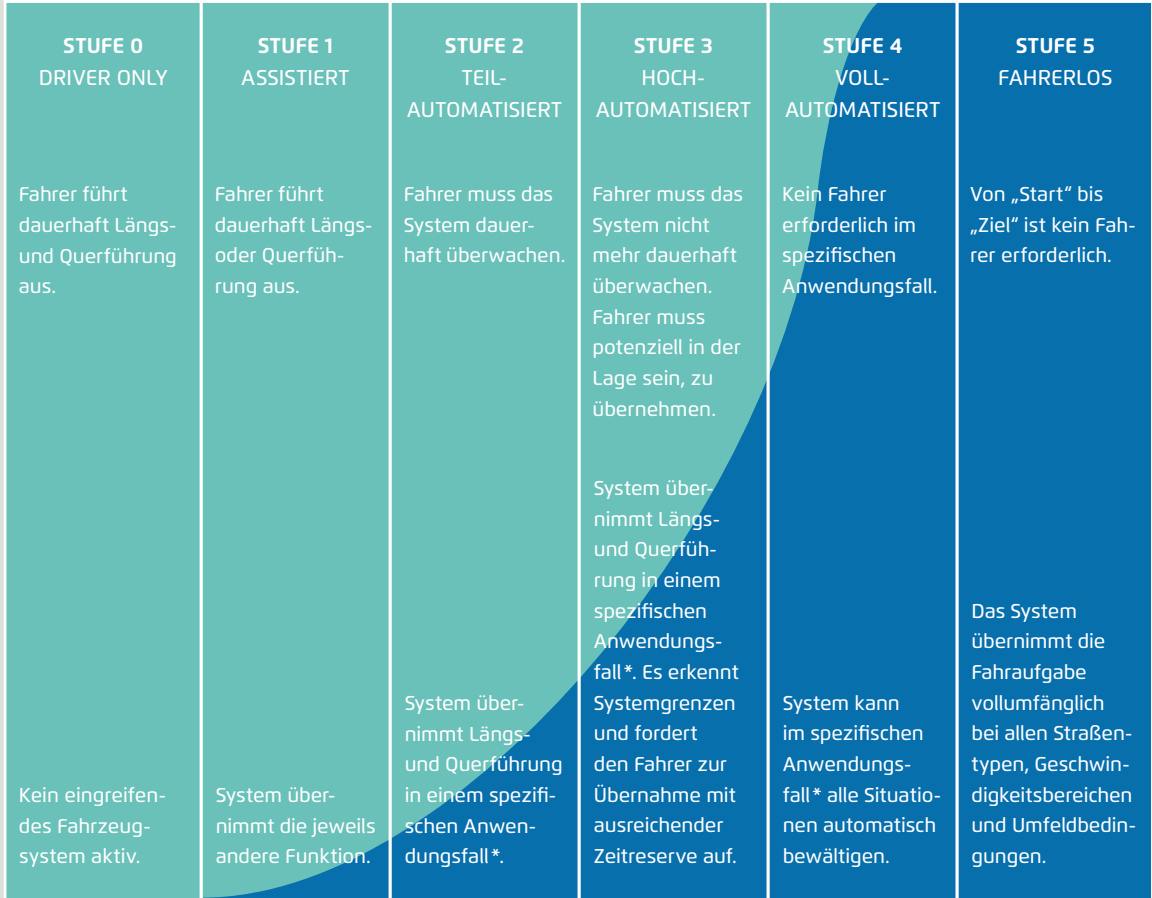 STUFE 0
DRIVER ONLY
Fahrer führt
dauerhaft Längs-
und Querführung
aus.
Kein eingreifen-
des Fahrzeug-
system aktiv.
STUFE 1
ASSISTIERT
Fahrer führt
dauerhaft Längs-
oder Querfüh-
rung aus.
System über-
nimmt die jeweils
andere Funktion.
STUFE 2
TEIL-
AUTOMATISIERT
Fahrer muss das
System dauer-
haft überwachen.
System über-
nimmt Längs-
und Querführung
in einem spezifi-
schen Anwen-
dungsfall*.
STUFE 3
HOCH-
AUTOMATISIERT
Fahrer muss das
System nicht
mehr dauerhaft
überwachen.
Fahrer muss
potenziell in der
Lage sein, zu
übernehmen.
System über-
nimmt Längs-
und Querfüh-
rung in einem
spezifischen
Anwendungs-
fall*. Es erkennt
Systemgrenzen
und fordert
den Fahrer zur
Übernahme mit
ausreichender
Zeitreserve auf.
STUFE 4
VOLL-
AUTOMATISIERT
Kein Fahrer
erforderlich im
spezifischen
Anwendungsfall.
System kann
im spezifischen
Anwendungs-
fall* alle Situatio-
nen automatisch
bewältigen.
STUFE 5
FAHRERLOS
Von „Start“ bis
„Ziel“ ist kein Fah-
rer erforderlich.
Das System
übernimmt die
Fahraufgabe
vollumfänglich
bei allen Straßen-
typen, Geschwin-
digkeitsbereichen
und Umfeldbedin-
gungen.